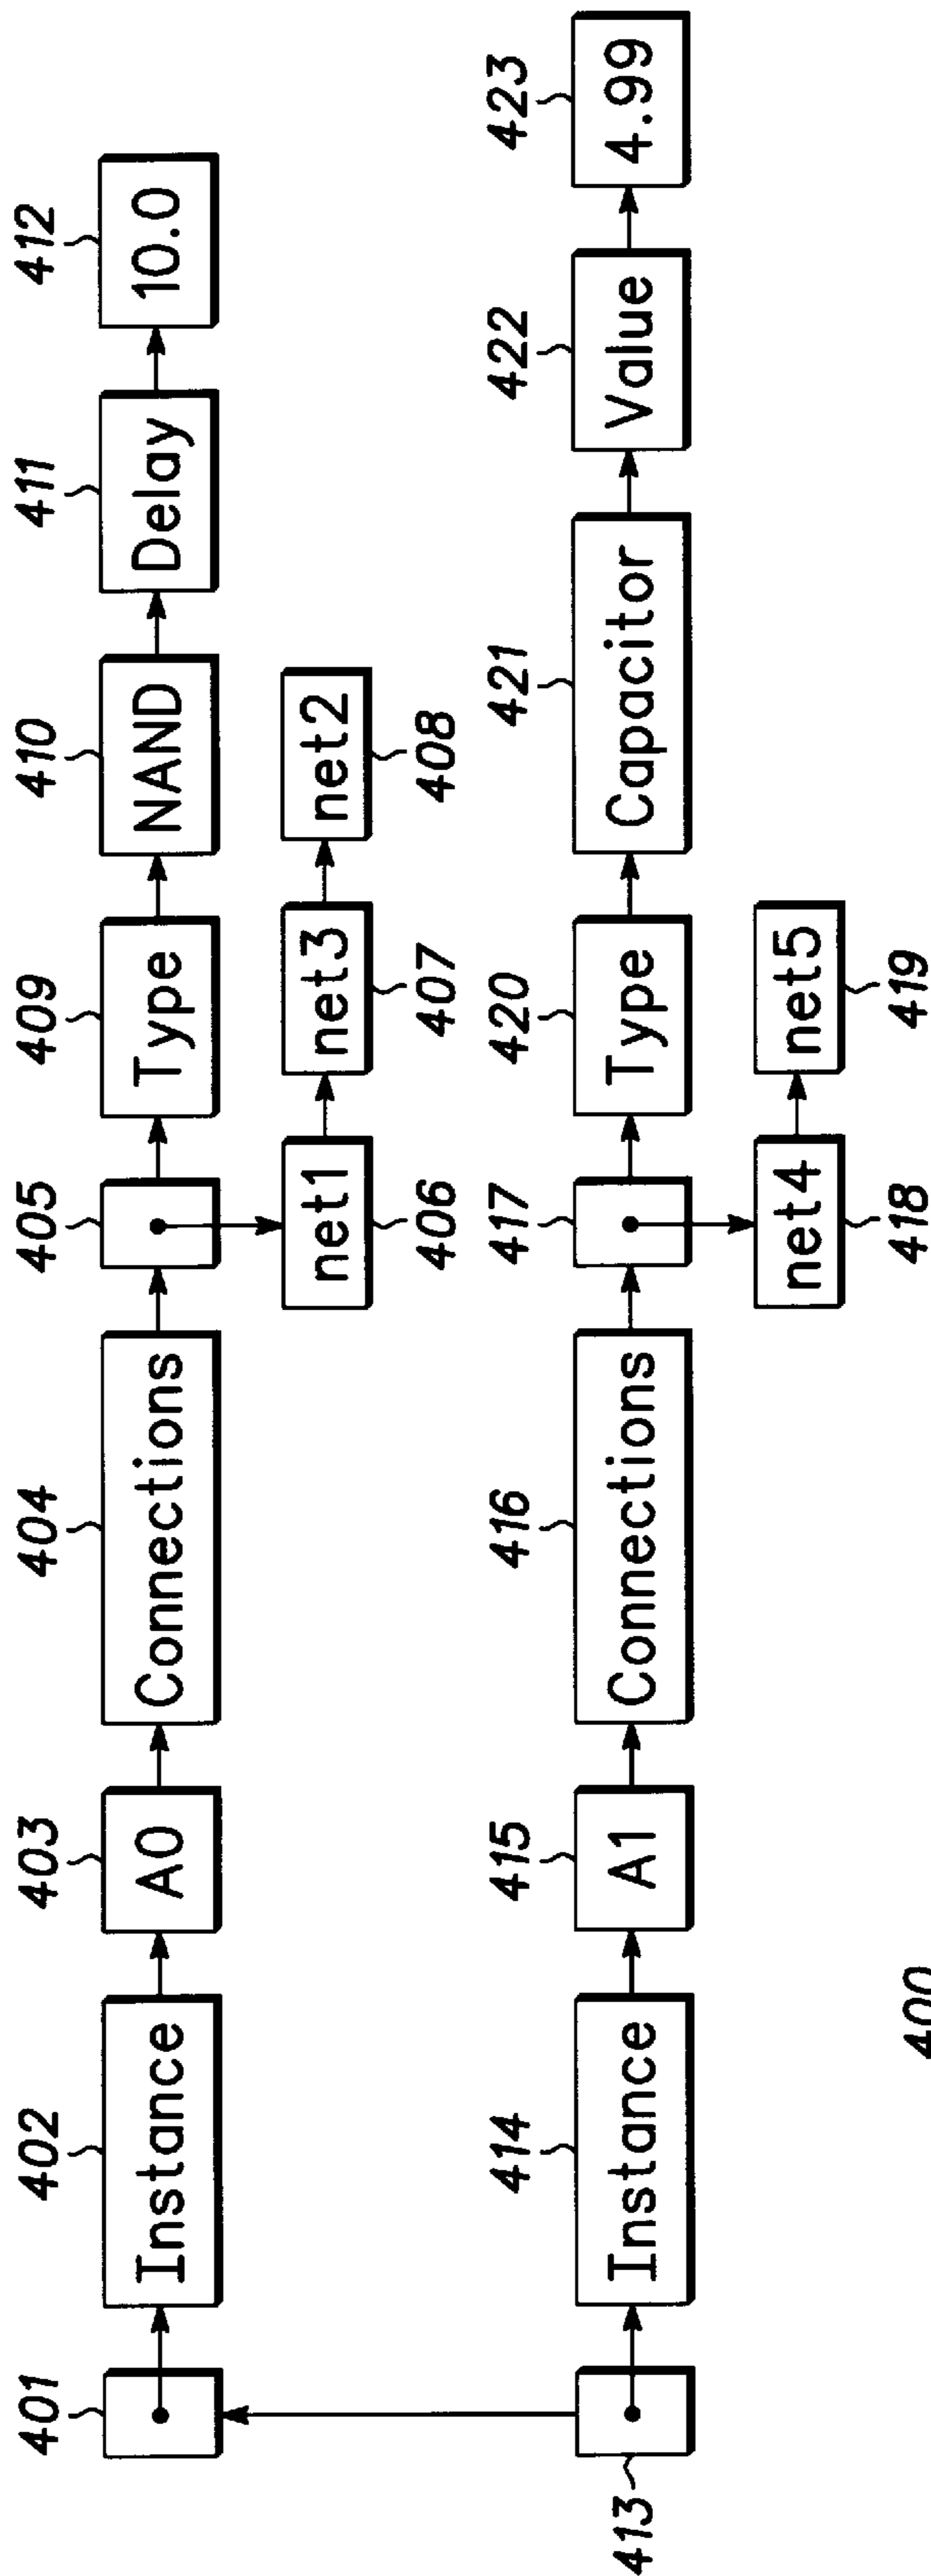 401 402 403 404 405 409 410 411 412
Instance A0 Connections Type NAND Delay 10.0
net1 net3 net2
406 407 408
414 415 416 417 420 421 422 423
Instance A1 Connections Type Capacitor Value 4.99
413
net4 net5
418 419
400